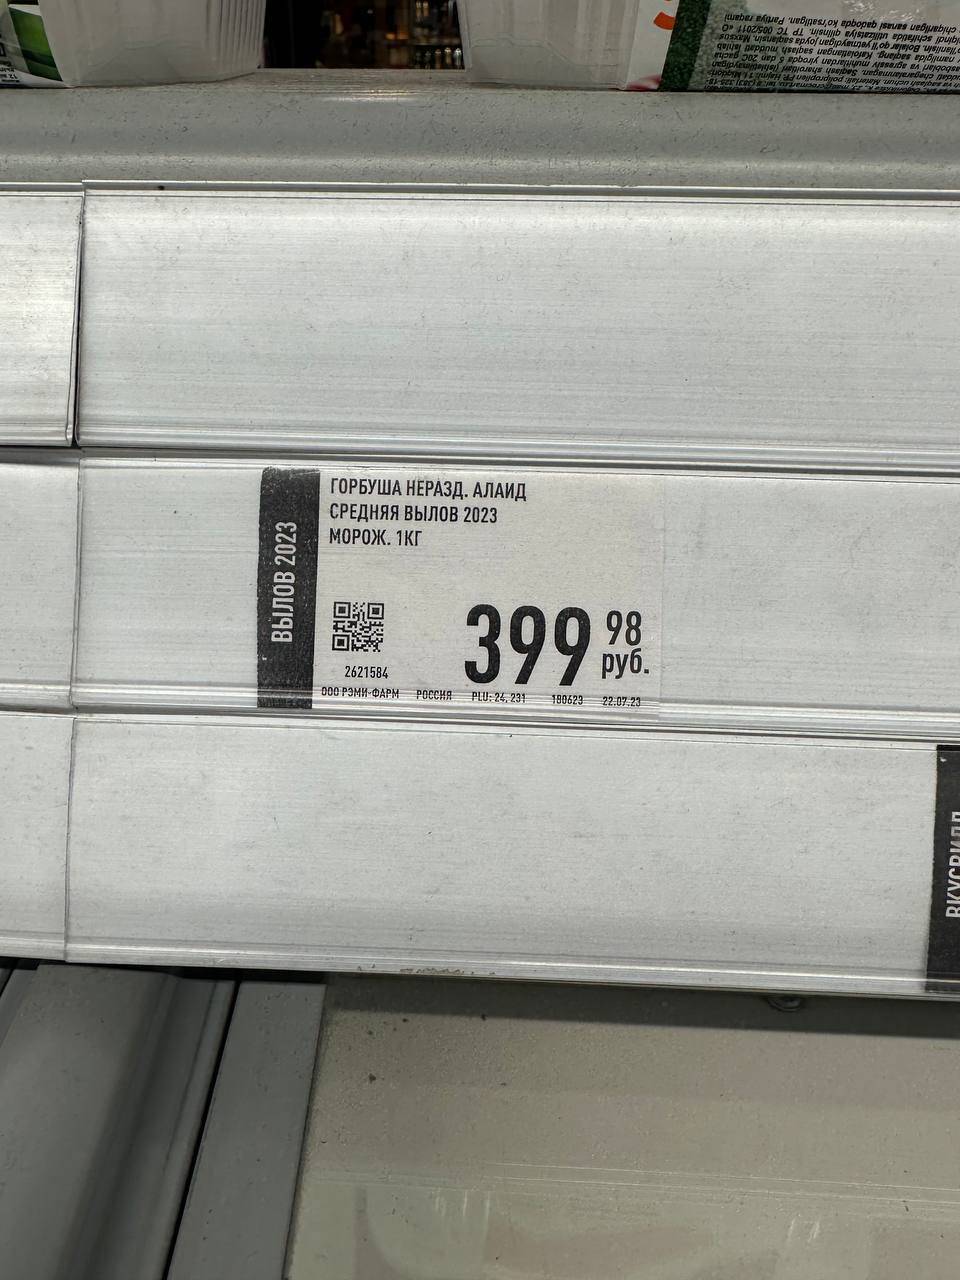 ВЫЛОВ 2023
ГОРБУША НЕРАЗД. АЛАИД
СРЕДНЯЯ ВЫЛОВ 2023
МОРОЖ. 1КГ
399 98
руб.
2621584
ООО РЭМИ-ФАРМ РОССИЯ PLU: 24, 231 180623 22.07.23
ВКУСВИЛЛ